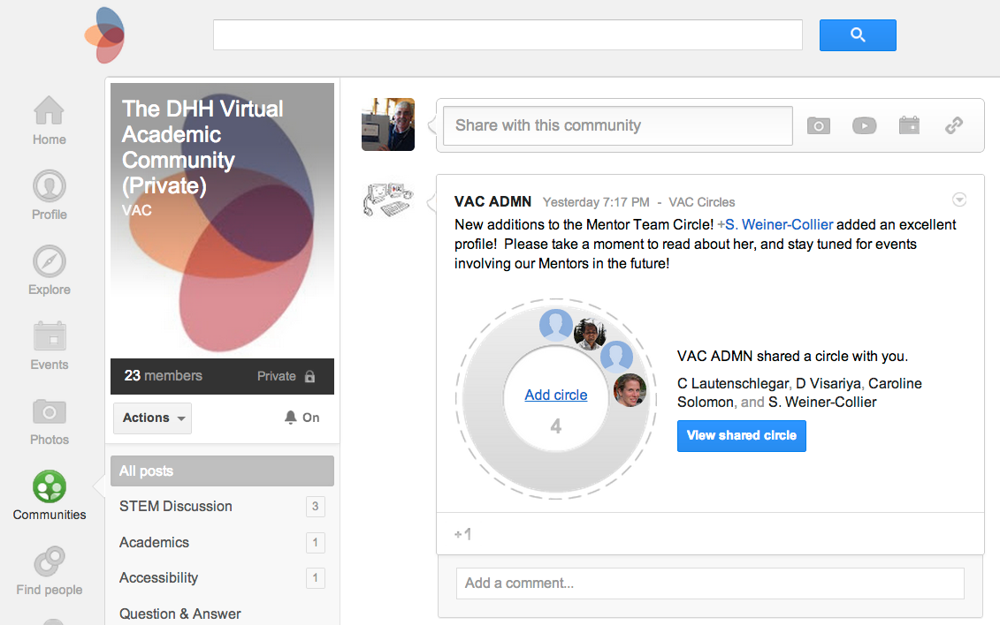 Home
Profile
Explore
Events
Photos
Communities
Find people
The DHH Virtual
Academic
Community
(Private)
VAC
23 members
Private
Actions
On
All posts
STEM Discussion
3
Academics
1
Accessibility
1
Question & Answer
Share with this community
VAC ADMN Yesterday 7:17 PM - VAC Circles
New additions to the Mentor Team Circle! +S. Weiner-Collier added an excellent
profile! Please take a moment to read about her, and stay tuned for events
involving our Mentors in the future!
Add circle
4
VAC ADMN shared a circle with you.
C Lautenschlegar, D Visariya, Caroline
Solomon, and S. Weiner-Collier
View shared circle
+1
Add a comment...